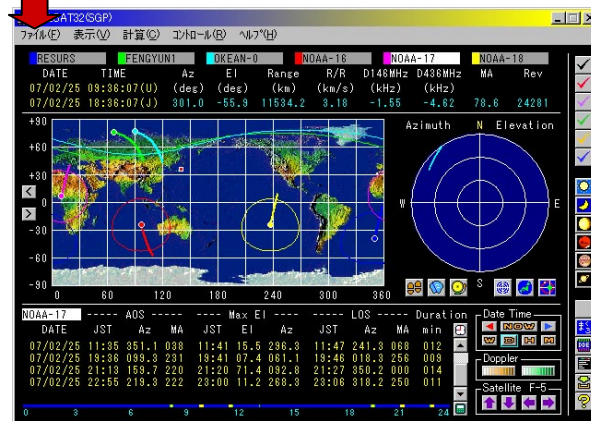 SAT32(SGP)
ファイル(F) 表示(V) 計算(C) コントロール(R) ヘルプ(H)
RESURS FENGYUN1 OKEAN-O NOAA-16 NOAA-17 NOAA-18
DATE TIME Az El Range R/R D146MHz D436MHz MA Rev
07/02/25 09:36:07(U) (deg) (deg) (km) (km/s) (kHz) (kHz)
07/02/25 18:36:07(J) 301.0 -55.9 11534.2 3.18 -1.55 -4.62 78.6 24281
+90
+60
+30
0
-30
-60
-90
0 60 120 180 240 300 360
Azimuth N Elevation
W E
S
NOAA-17 ----- AOS ----- ---- Max El ---- ----- LOS ----- Duration
DATE JST Az MA JST El Az JST Az MA min
07/02/25 11:35 351.1 038 11:41 15.5 296.3 11:47 241.3 068 012
07/02/25 19:36 099.3 231 19:41 07.4 061.1 19:46 018.3 256 009
07/02/25 21:13 159.7 220 21:20 71.4 092.8 21:27 350.2 000 014
07/02/25 22:55 219.3 222 23:00 11.2 268.3 23:06 318.2 250 011
0 3 6 9 12 15 18 21 24
Date Time
NOW
W D H M
Doppler
Satellite F-5